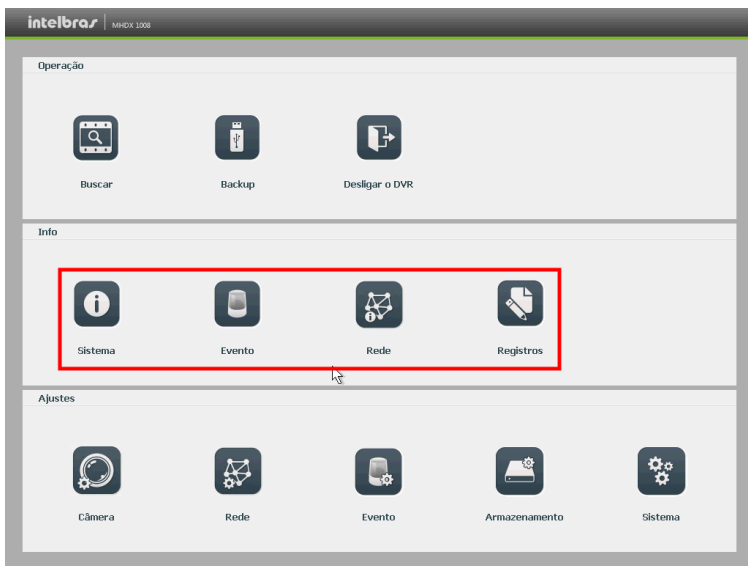 intelbras MHDX 1008
Operação
Buscar Backup Desligar o DVR
Info
Sistema Evento Rede Registros
Ajustes
Câmera Rede Evento Armazenamento Sistema